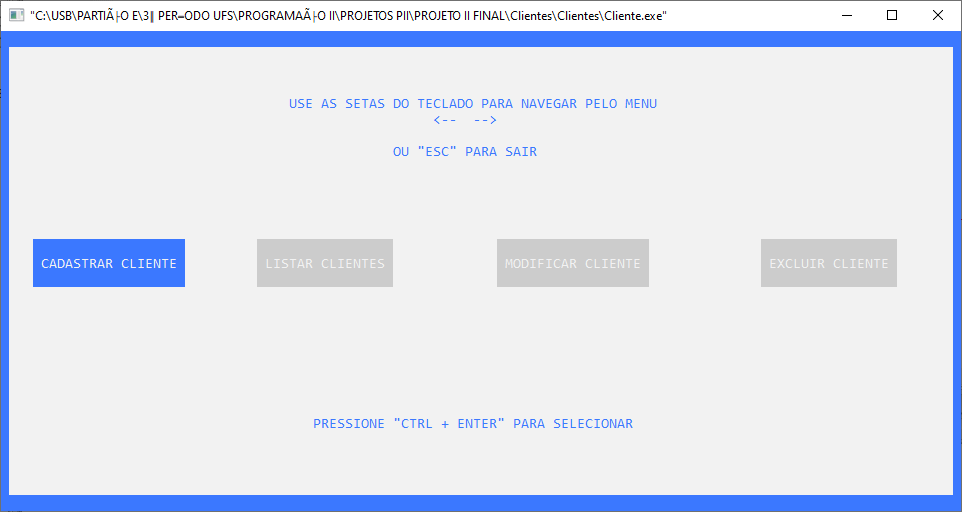 "C:\USB\PARTIÃ├O E\3║ PER=ODO UFS\PROGRAMAÃ├O II\PROJETOS PII\PROJETO II FINAL\Clientes\Clientes\Cliente.exe"
USE AS SETAS DO TECLADO PARA NAVEGAR PELO MENU
<-- -->
OU "ESC" PARA SAIR
CADASTRAR CLIENTE
LISTAR CLIENTES
MODIFICAR CLIENTE
EXCLUIR CLIENTE
PRESSIONE "CTRL + ENTER" PARA SELECIONAR